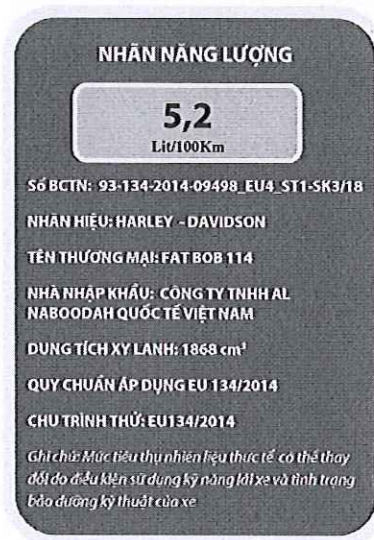 NHÃN NĂNG LƯỢNG
5,2
Lit/100Km
Số BCTN: 93-134-2014-09498_EU4_ST1-SK3/18
NHÃN HIỆU: HARLEY - DAVIDSON
TÊN THƯƠNG MẠI: FAT BOB 114
NHÀ NHẬP KHẨU: CÔNG TY TNHH AL
NABOODAH QUỐC TẾ VIỆT NAM
DUNG TÍCH XY LANH: 1868 cm³
QUY CHUẨN ÁP DỤNG EU 134/2014
CHU TRÌNH THỬ: EU134/2014
Ghi chú: Mức tiêu thụ nhiên liệu thực tế có thể thay
đổi do điều kiện sử dụng kỹ năng lái xe và tình trạng
bảo dưỡng kỹ thuật của xe